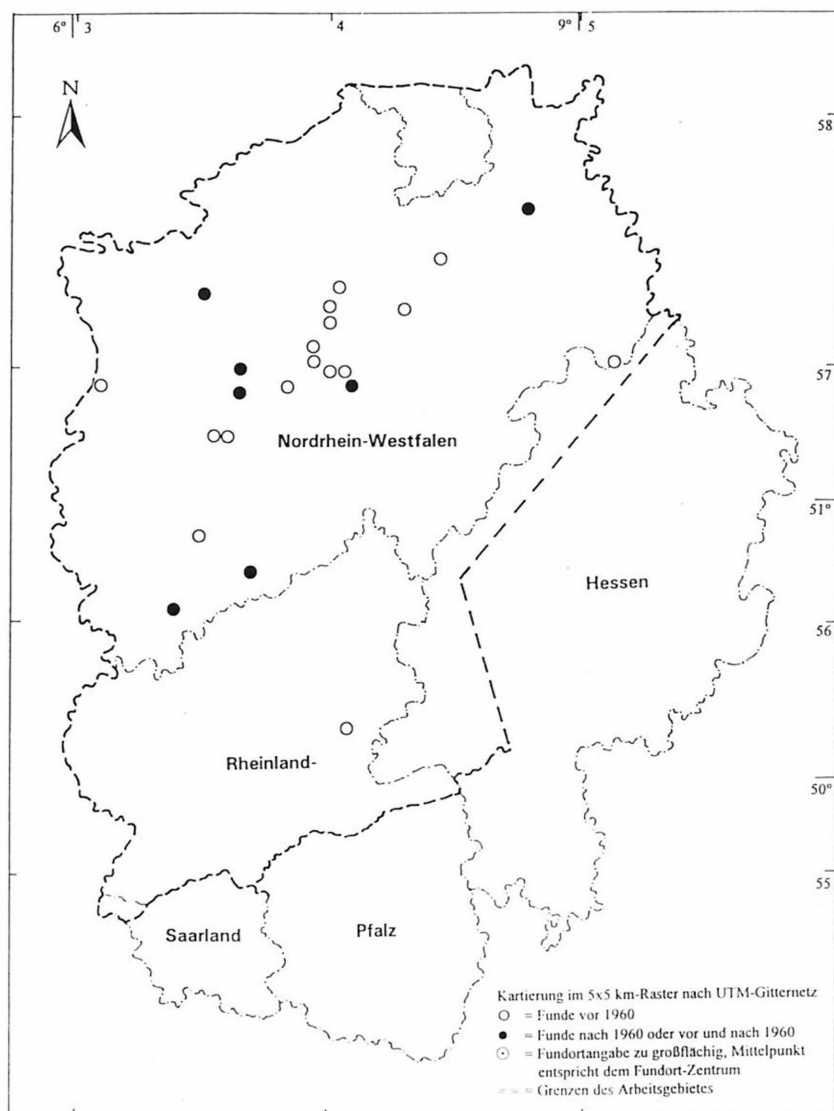 6° 3 4 9° 5
N
58
57
Nordrhein-Westfalen
51°
Hessen
56
Rheinland-
50°
55
Saarland
Pfalz
Kartierung im 5x5 km-Raster nach UTM-Gitternetz
= Funde vor 1960
= Funde nach 1960 oder vor und nach 1960
= Fundortangabe zu großflächig, Mittelpunkt
entspricht dem Fundort-Zentrum
= Grenzen des Arbeitsgebietes